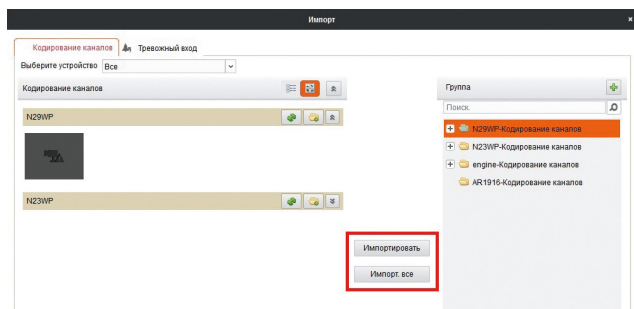 Импорт
Кодирование каналов
Тревожный вход
Выберите устройство
Все
Кодирование каналов
N29WP
N23WP
Импортировать
Импорт. все
Группа
Поиск.
N29WP-Кодирование каналов
N23WP-Кодирование каналов
engine-Кодирование каналов
AR1916-Кодирование каналов